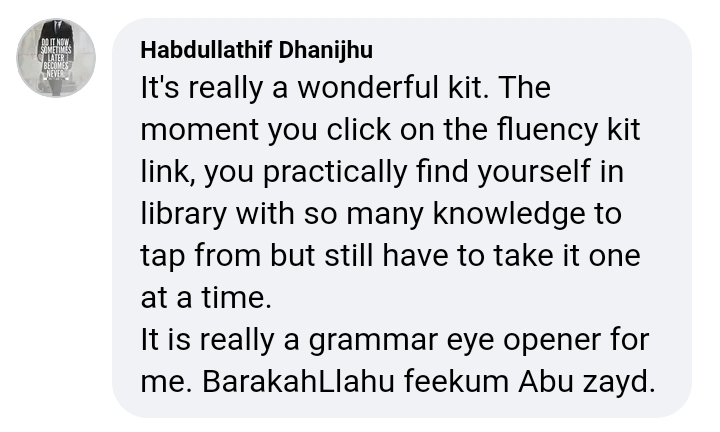 DO IT NOW
SOMETIMES
LATER
BECOMES
NEVER
Habdullathif Dhanijhu
It's really a wonderful kit. The
moment you click on the fluency kit
link, you practically find yourself in
library with so many knowledge to
tap from but still have to take it one
at a time.
It is really a grammar eye opener for
me. BarakahLlahu feekum Abu zayd.